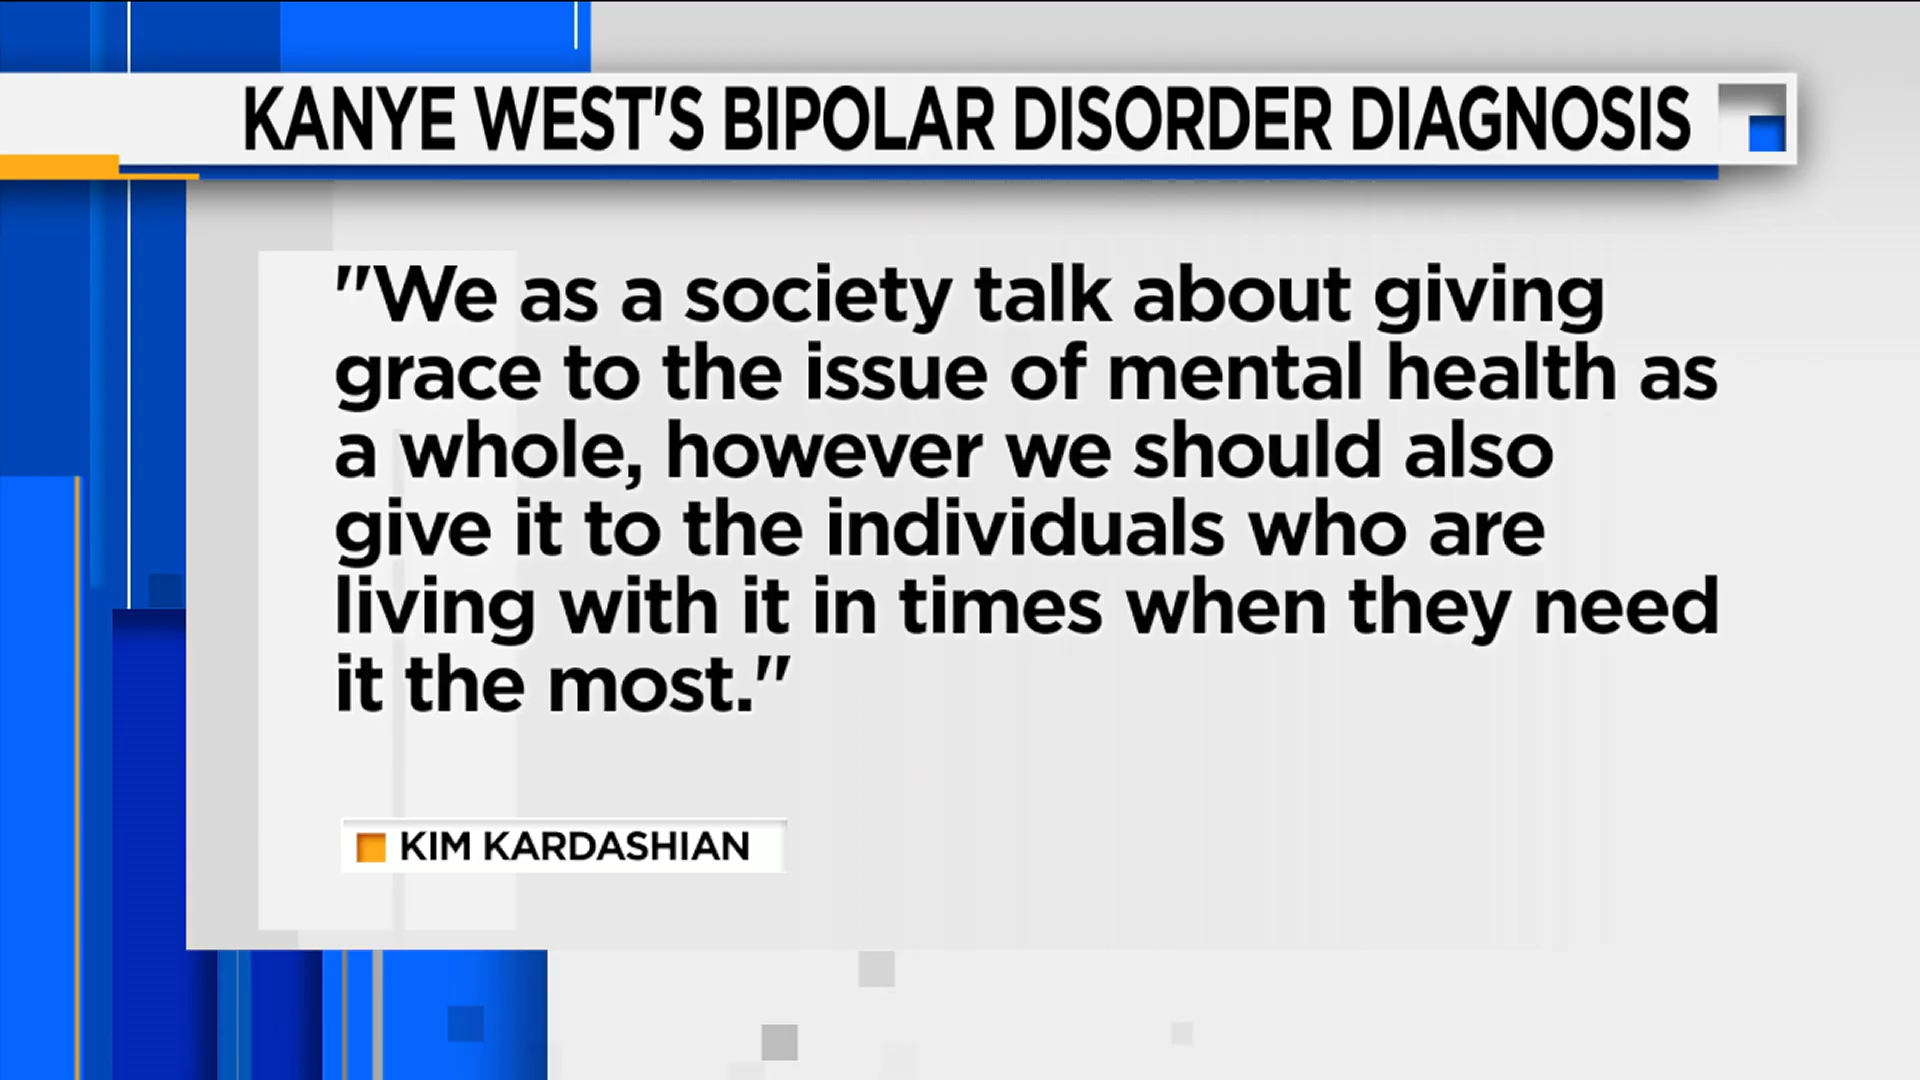 KANYE WEST'S BIPOLAR DISORDER DIAGNOSIS
"We as a society talk about giving
grace to the issue of mental health as
a whole, however we should also
give it to the individuals who are
living with it in times when they need
it the most."
KIM KARDASHIAN